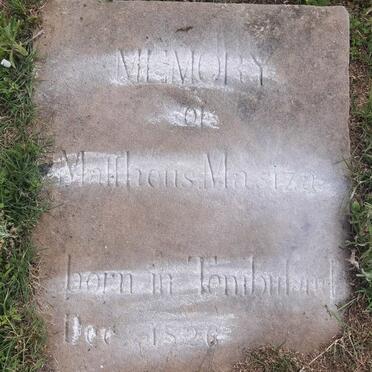 MEMORY
of
Mattheus Masiza
born in Tembuland
Dec. 1826